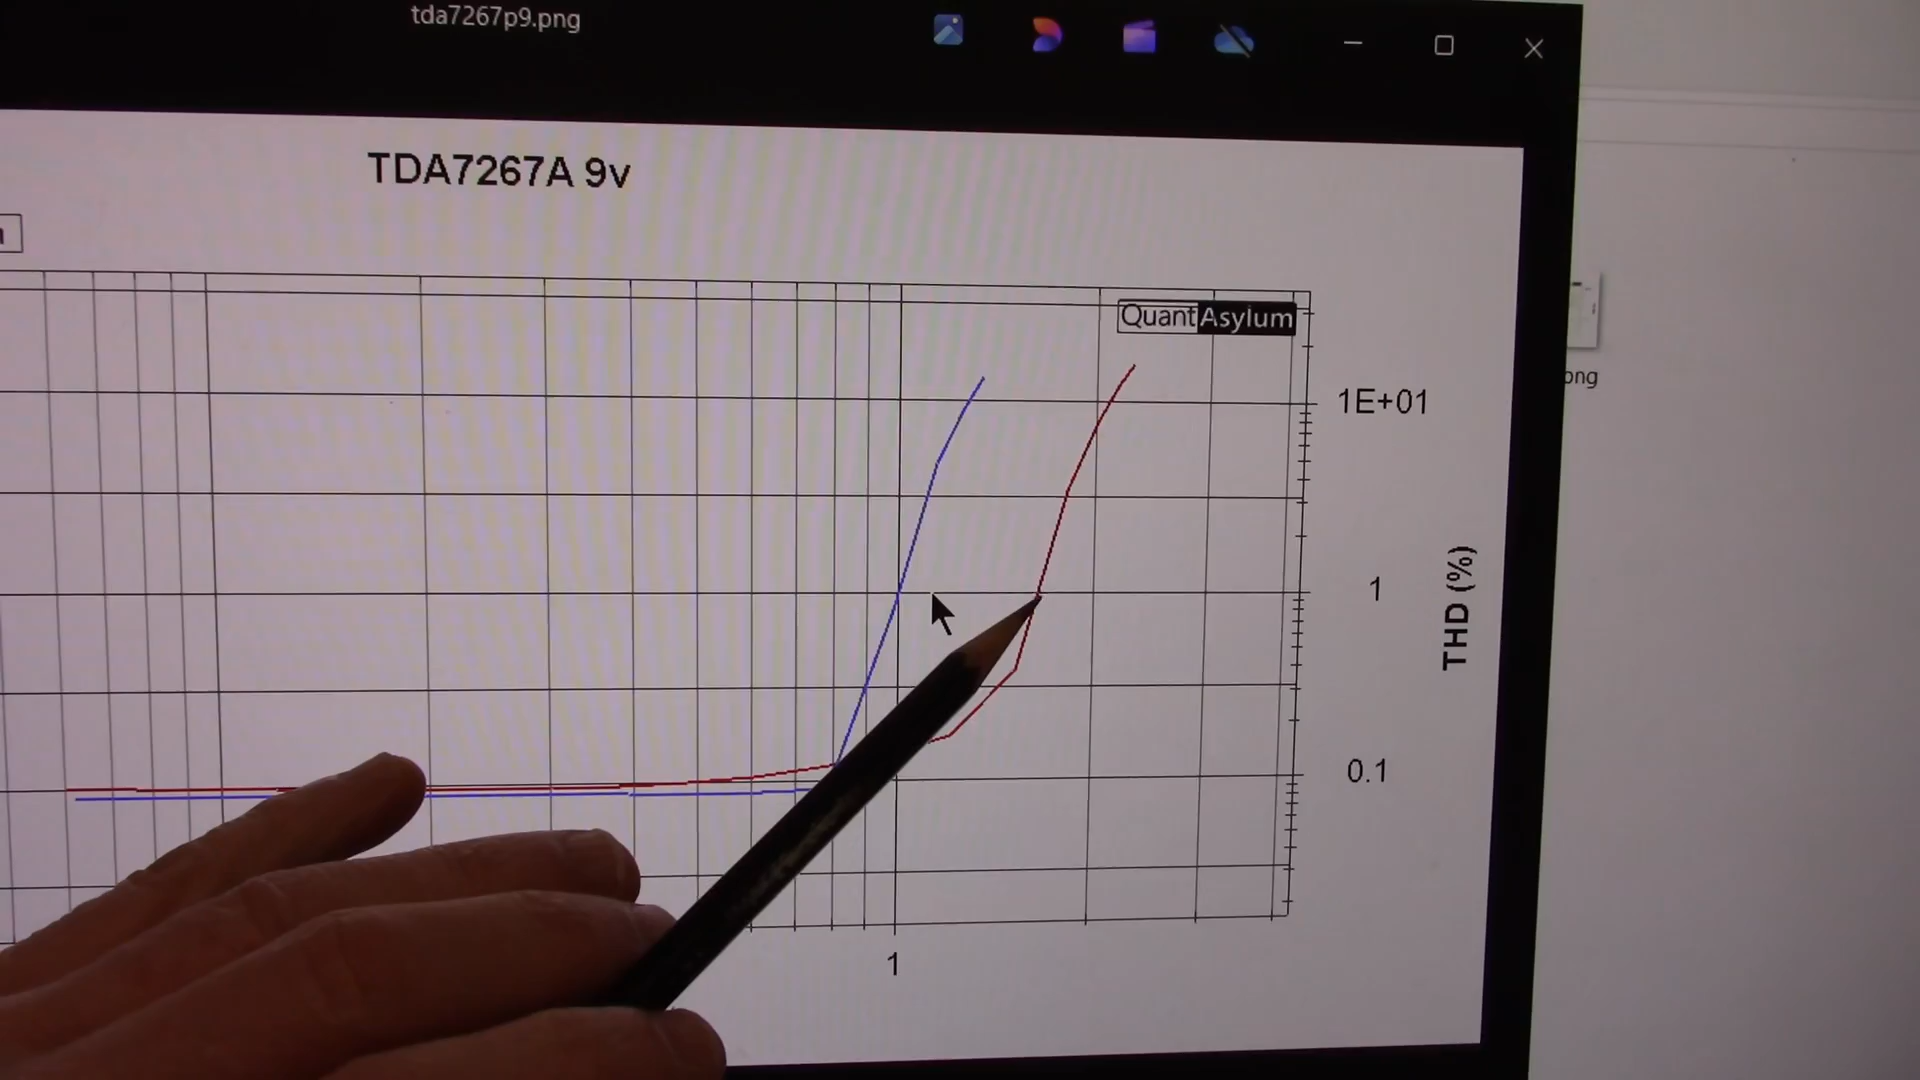 tda7267p9.png
TDA7267A 9v
QuantAsylum
1E+01
png
1
THD (%)
0.1
1